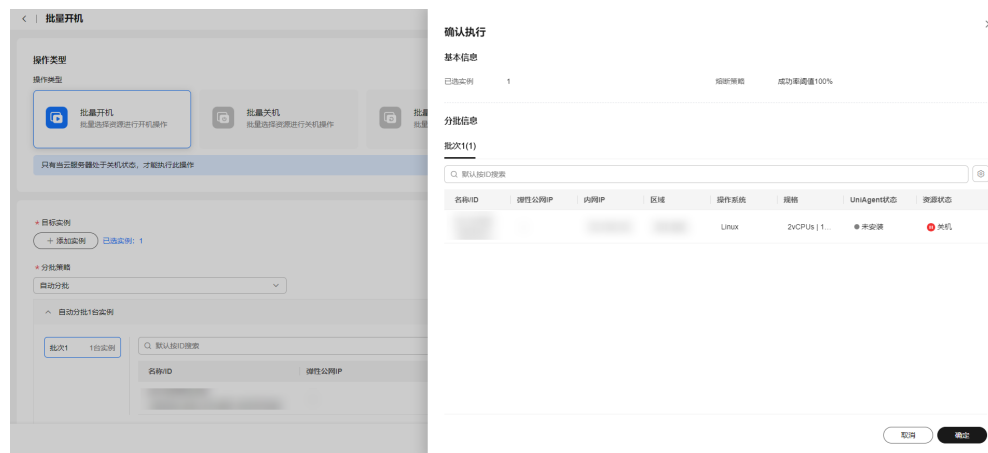 批量开机
操作类型
操作类型
批量开机
批量选择资源进行开机操作
批量关机
批量选择资源进行关机操作
批量
批量
只有当云服务器处于关机状态，才能执行此操作
* 目标实例
+ 添加实例
已选实例：1
* 分批策略
自动分批
自动分批1台实例
批次1
1台实例
默认按ID搜索
名称/ID
弹性公网IP
确认执行
基本信息
已选实例
1
熔断策略
成功率阈值100%
分批信息
批次1(1)
默认按ID搜索
名称/ID
弹性公网IP
内网IP
区域
操作系统
规格
UniAgent状态
资源状态
Linux
2vCPUs | 1...
未安装
关机
取消
确定